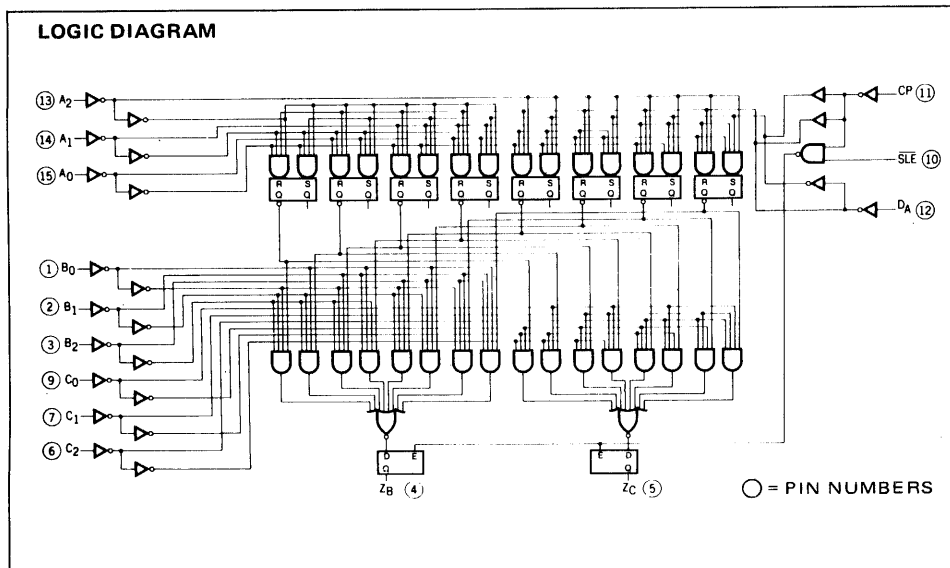 LOGIC DIAGRAM
13 A2
14 A1
15 A0
CP 11
SLE 10
DA 12
R S R S R S R S R S R S R S R S
Q Q Q Q Q Q Q Q Q Q Q Q Q Q Q Q
1 B0
2 B1
3 B2
9 C0
7 C1
6 C2
D E E D
Q Q
ZB 4
ZC 5
= PIN NUMBERS